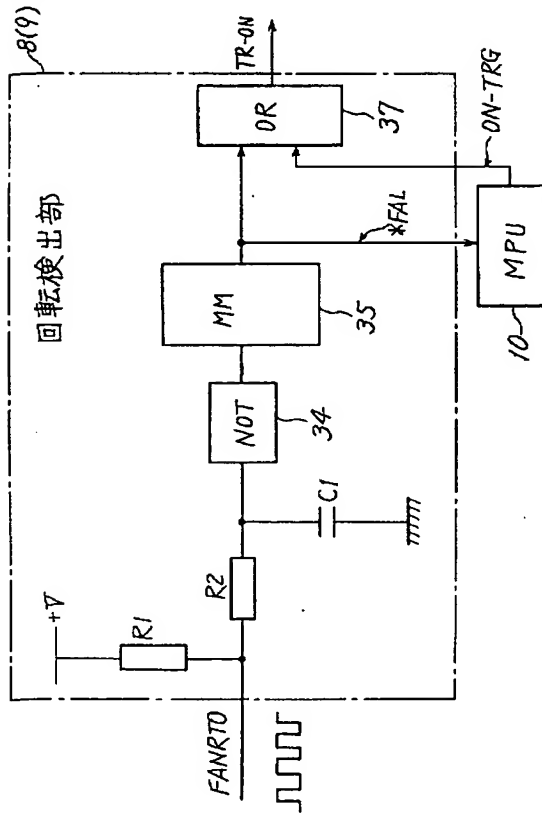 8(9)
回転検出部
+V
R1
FANRTO
R2
C1
NOT
34
MM
35
OR
37
TR-ON
*FAL
ON-TRG
MPU
10